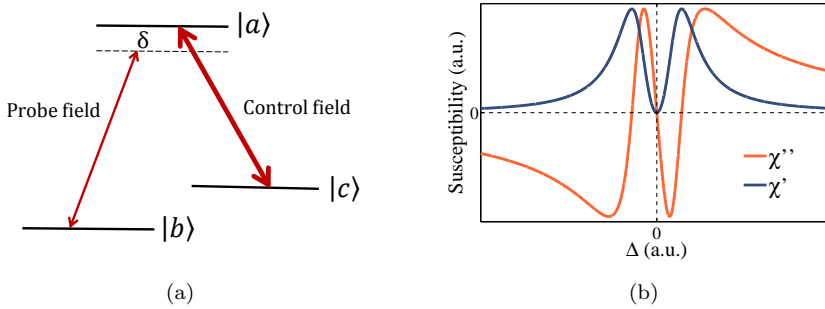 |a⟩
δ
Probe field
Control field
|c⟩
|b⟩
(a)
Susceptibility (a.u.)
0
χ’’
χ’
0
Δ (a.u.)
(b)